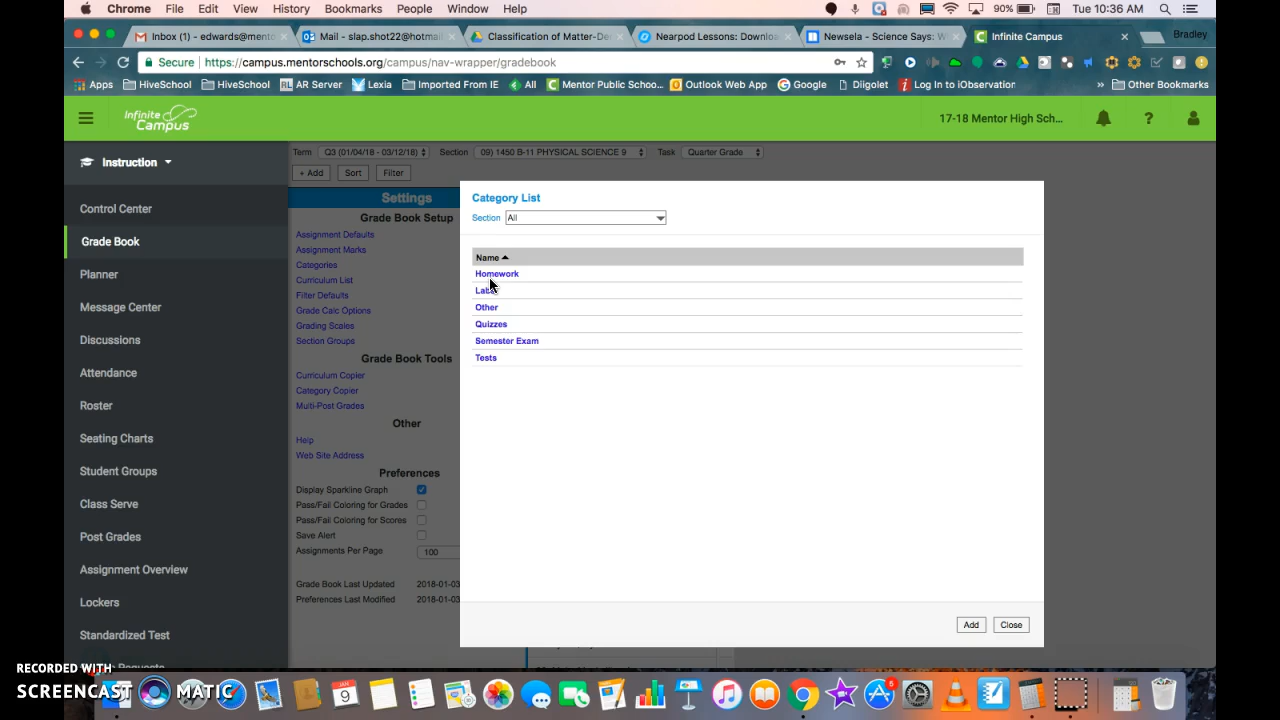 Chrome File Edit View History Bookmarks People Window Help 90% Tue 10:36 AM
Inbox (1) - edwards@mento Mail - slap.shot22@hotmail Classification of Matter-De Nearpod Lessons: Downloa Newsela - Science Says: W Infinite Campus Bradley
Secure https://campus.mentorschools.org/campus/nav-wrapper/gradebook
Apps HiveSchool HiveSchool AR Server Lexia Imported From IE All Mentor Public Schoo... Outlook Web App Google Diigolet Log In to iObservation » Other Bookmarks
Infinite Campus 17-18 Mentor High Sch... ?
Instruction
Control Center
Grade Book
Planner
Message Center
Discussions
Attendance
Roster
Seating Charts
Student Groups
Class Serve
Post Grades
Assignment Overview
Lockers
Standardized Test
Requests
Term Q3 (01/04/18 - 03/12/18) Section 09) 1450 B-11 PHYSICAL SCIENCE 9 Task Quarter Grade
+ Add Sort Filter
Settings
Grade Book Setup
Assignment Defaults
Assignment Marks
Categories
Curriculum List
Filter Defaults
Grade Calc Options
Grading Scales
Section Groups
Grade Book Tools
Curriculum Copier
Category Copier
Multi-Post Grades
Other
Help
Web Site Address
Preferences
Display Sparkline Graph
Pass/Fail Coloring for Grades
Pass/Fail Coloring for Scores
Save Alert
Assignments Per Page 100
Grade Book Last Updated 2018-01-03
Preferences Last Modified 2018-01-03
Category List
Section All
Name
Homework
Lab
Other
Quizzes
Semester Exam
Tests
Add Close
RECORDED WITH
SCREENCAST MATIC
JAN
9
5